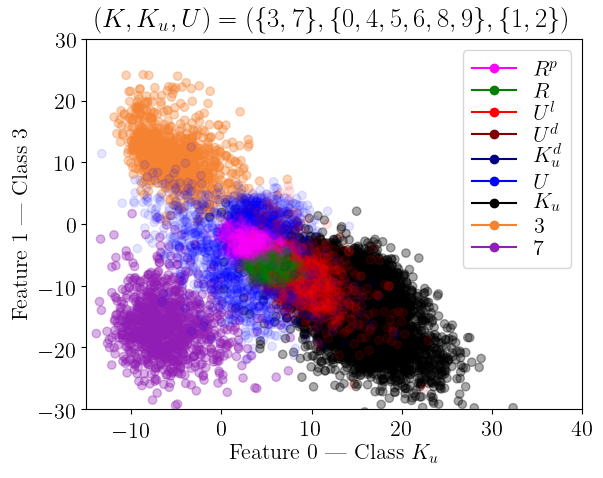 (K, K_u, U) = ({3, 7}, {0, 4, 5, 6, 8, 9}, {1, 2})
30
20
10
0
−10
−20
−30
Feature 1 — Class 3
R^p
R
U^l
U^d
K_u^d
U
K_u
3
7
−10
0
10
20
30
40
Feature 0 — Class K_u